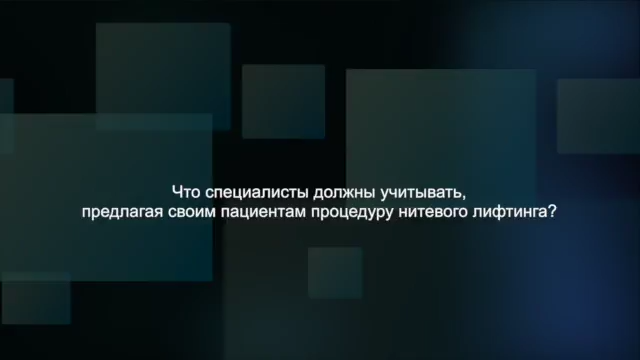 Что специалисты должны учитывать,
предлагая своим пациентам процедуру нитевого лифтинга?